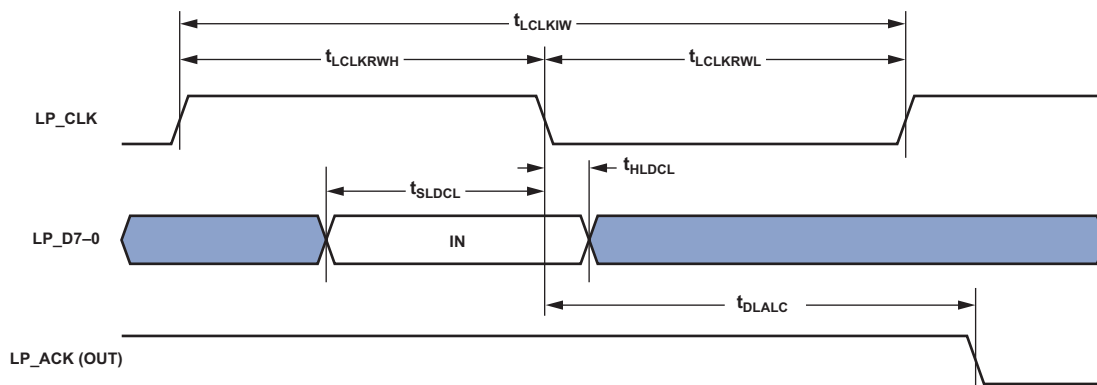 tLCLKIW
tLCLKRWH
tLCLKRWL
LP_CLK
tHLDCL
tSLDCL
LP_D7–0
IN
tDLALC
LP_ACK (OUT)